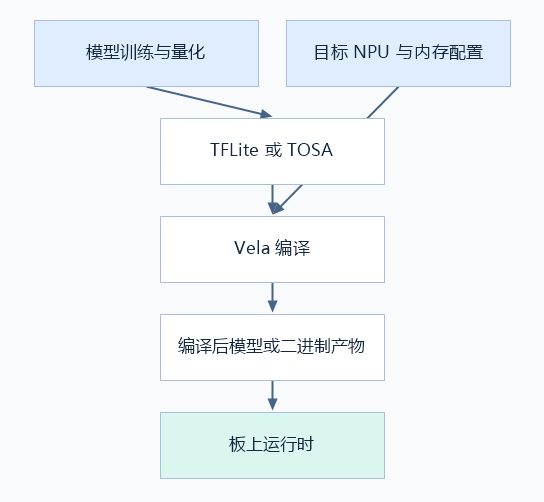 模型训练与量化
目标 NPU 与内存配置
TFLite 或 TOSA
Vela 编译
编译后模型或二进制产物
板上运行时